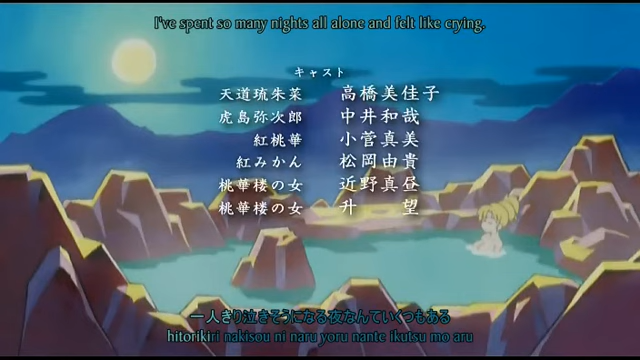 I've spent so many nights all alone and felt like crying.
キャスト
天道琉朱菜 高橋美佳子
虎島弥次郎 中井和哉
紅桃華 小菅真美
紅みかん 松岡由貴
桃華楼の女 近野真昼
桃華楼の女 升 望
一人きり泣きそうになる夜なんていくつもある
hitorikiri nakisou ni naru yoru nante ikutsu mo aru